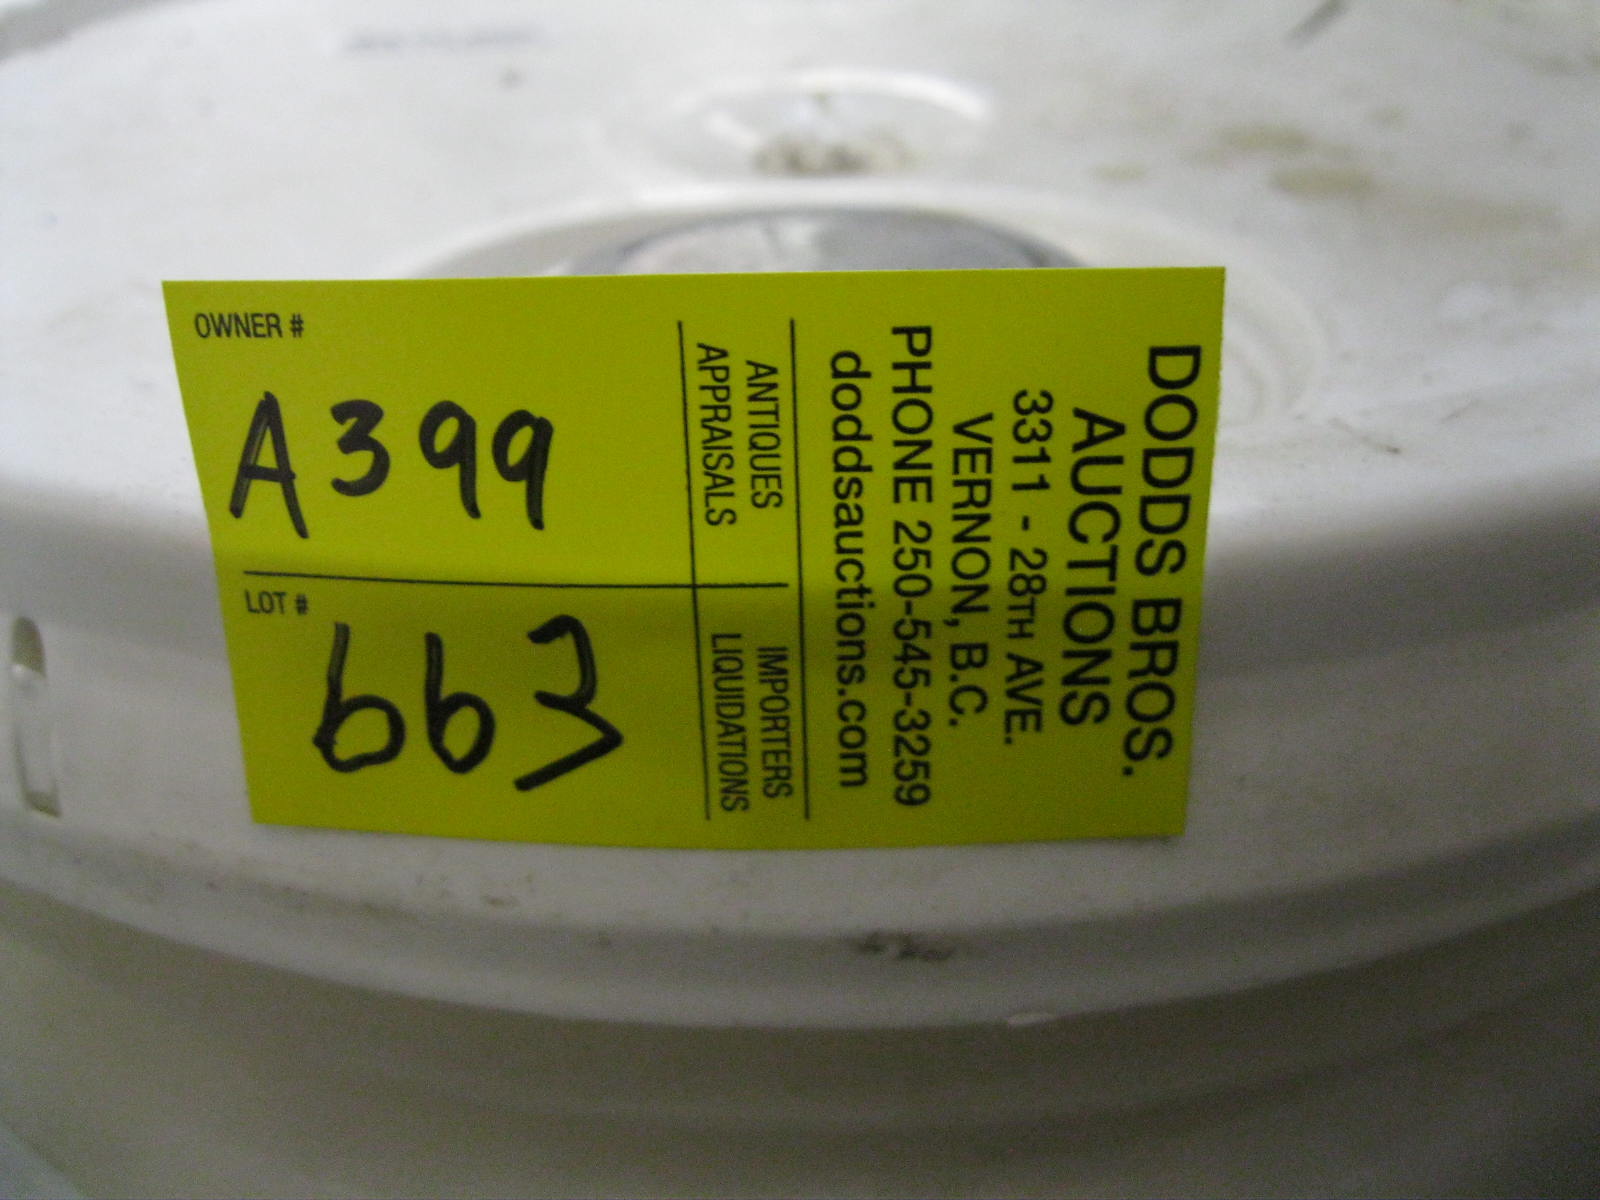 DODDS BROS.
AUCTIONS
3311 - 28TH AVE.
VERNON, B.C.
PHONE 250-545-3259
doddsauctions.com
ANTIQUES IMPORTERS
APPRAISALS LIQUIDATIONS
OWNER #
A399
LOT #
663